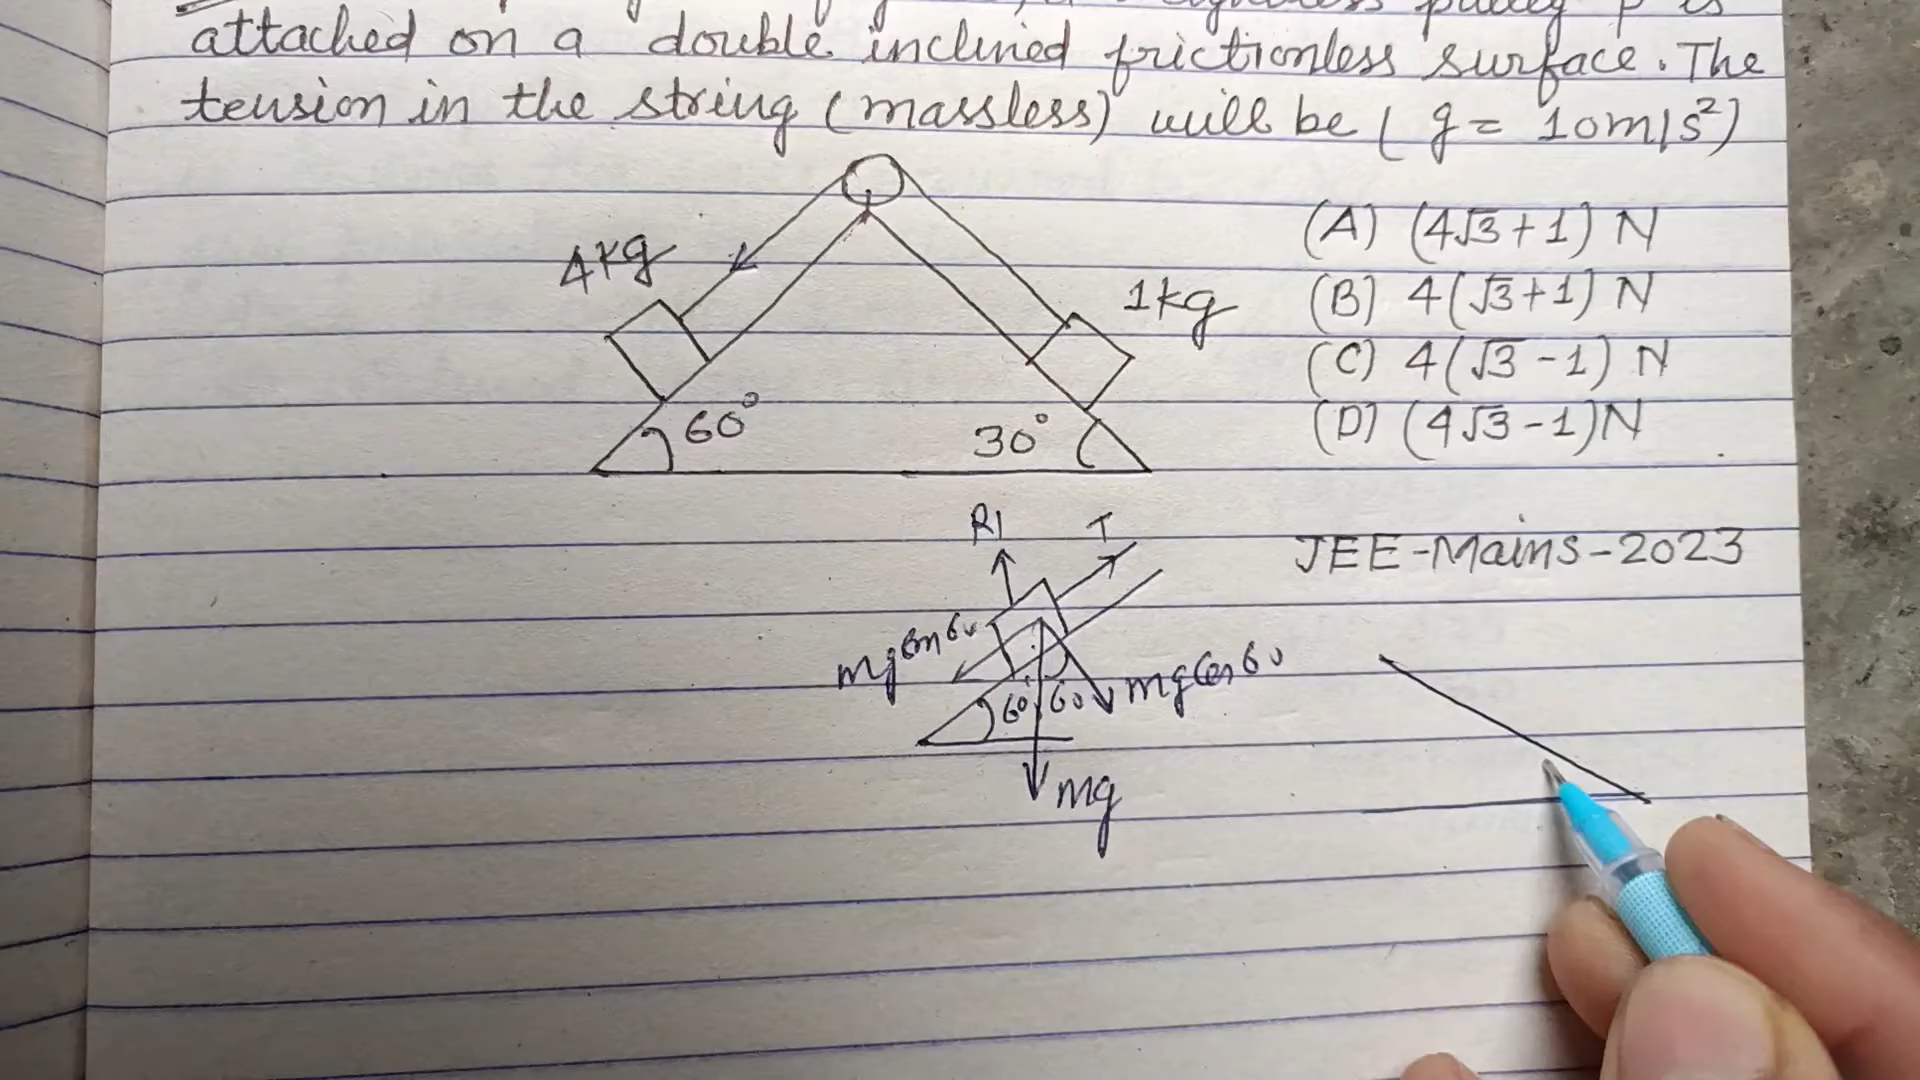 pulley P is
attached on a double inclined frictionless surface. The
tension in the string (massless) will be ( g = 10m/s²)
4kg
1kg
60°
30°
(A) (4√3+1) N
(B) 4(√3+1) N
(C) 4(√3-1) N
(D) (4√3-1)N
JEE-Mains-2023
R1
T
mg sin 60
mg cos 60
60
60
mg